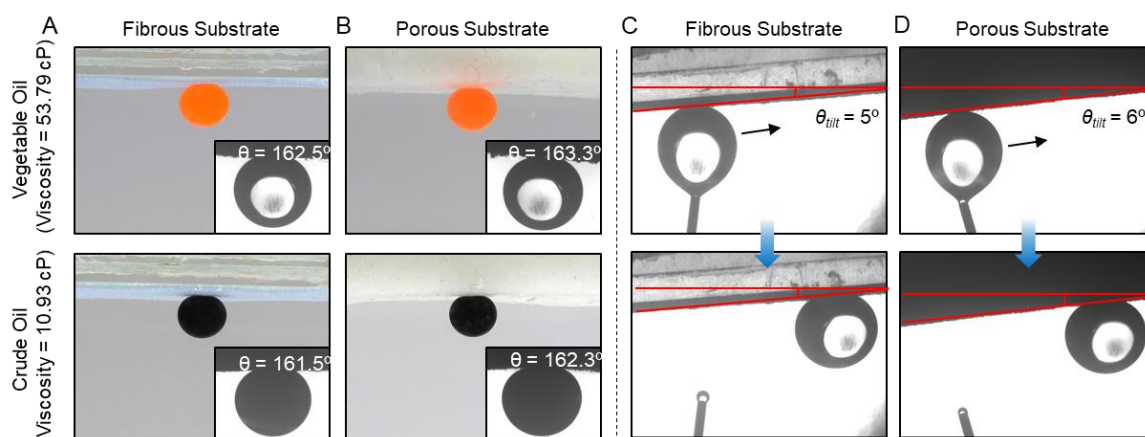 A Fibrous Substrate
B Porous Substrate
C Fibrous Substrate
D Porous Substrate
Vegetable Oil
(Viscosity = 53.79 cP)
θ = 162.5º
θ = 163.3º
θtilt = 5º
θtilt = 6º
Crude Oil
Viscosity = 10.93 cP)
θ = 161.5º
θ = 162.3º